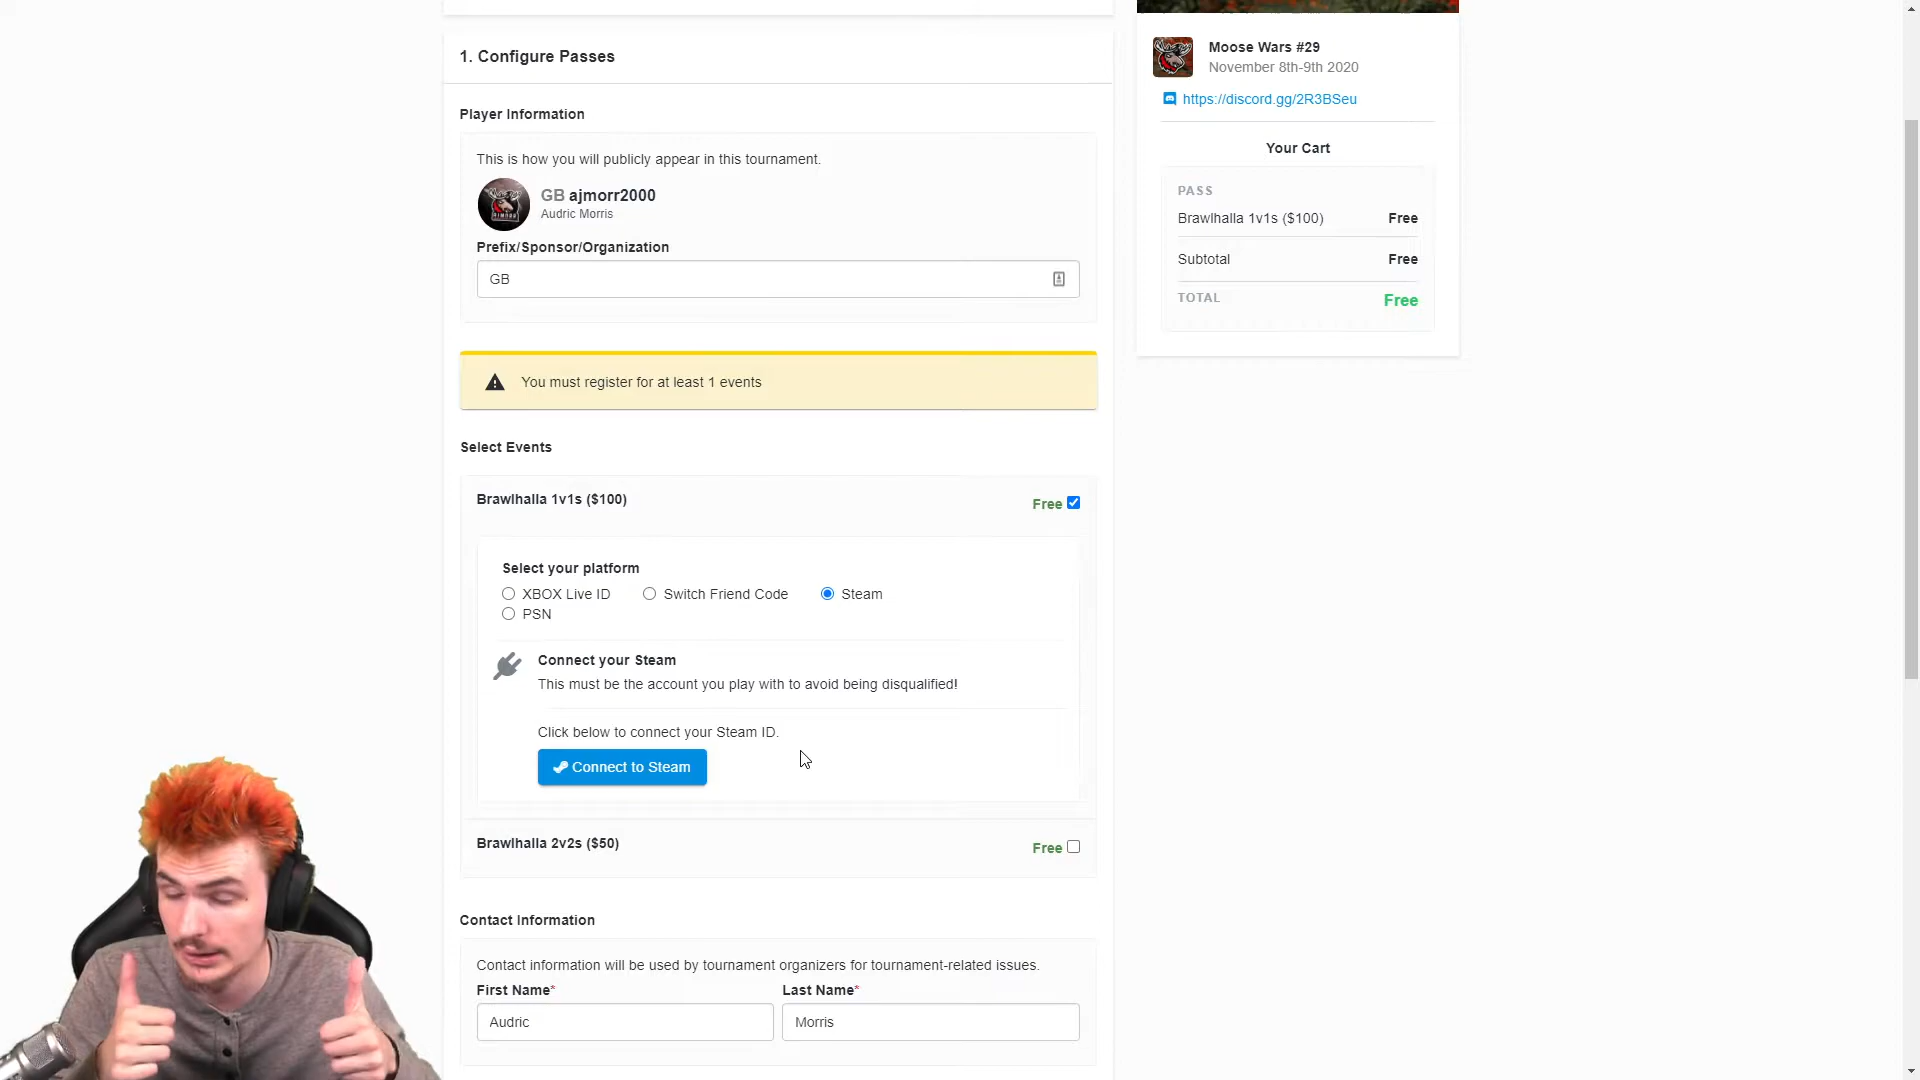 1. Configure Passes
Player Information
This is how you will publicly appear in this tournament.
GB ajmorr2000
Audric Morris
Prefix/Sponsor/Organization
GB
You must register for at least 1 events
Select Events
Brawlhalla 1v1s ($100)
Free
Select your platform
XBOX Live ID
Switch Friend Code
Steam
PSN
Connect your Steam
This must be the account you play with to avoid being disqualified!
Click below to connect your Steam ID.
Connect to Steam
Brawlhalla 2v2s ($50)
Free
Contact Information
Contact information will be used by tournament organizers for tournament-related issues.
First Name*
Last Name*
Audric
Morris
Moose Wars #29
November 8th-9th 2020
https://discord.gg/2R3BSeu
Your Cart
PASS
Brawlhalla 1v1s ($100)
Free
Subtotal
Free
TOTAL
Free